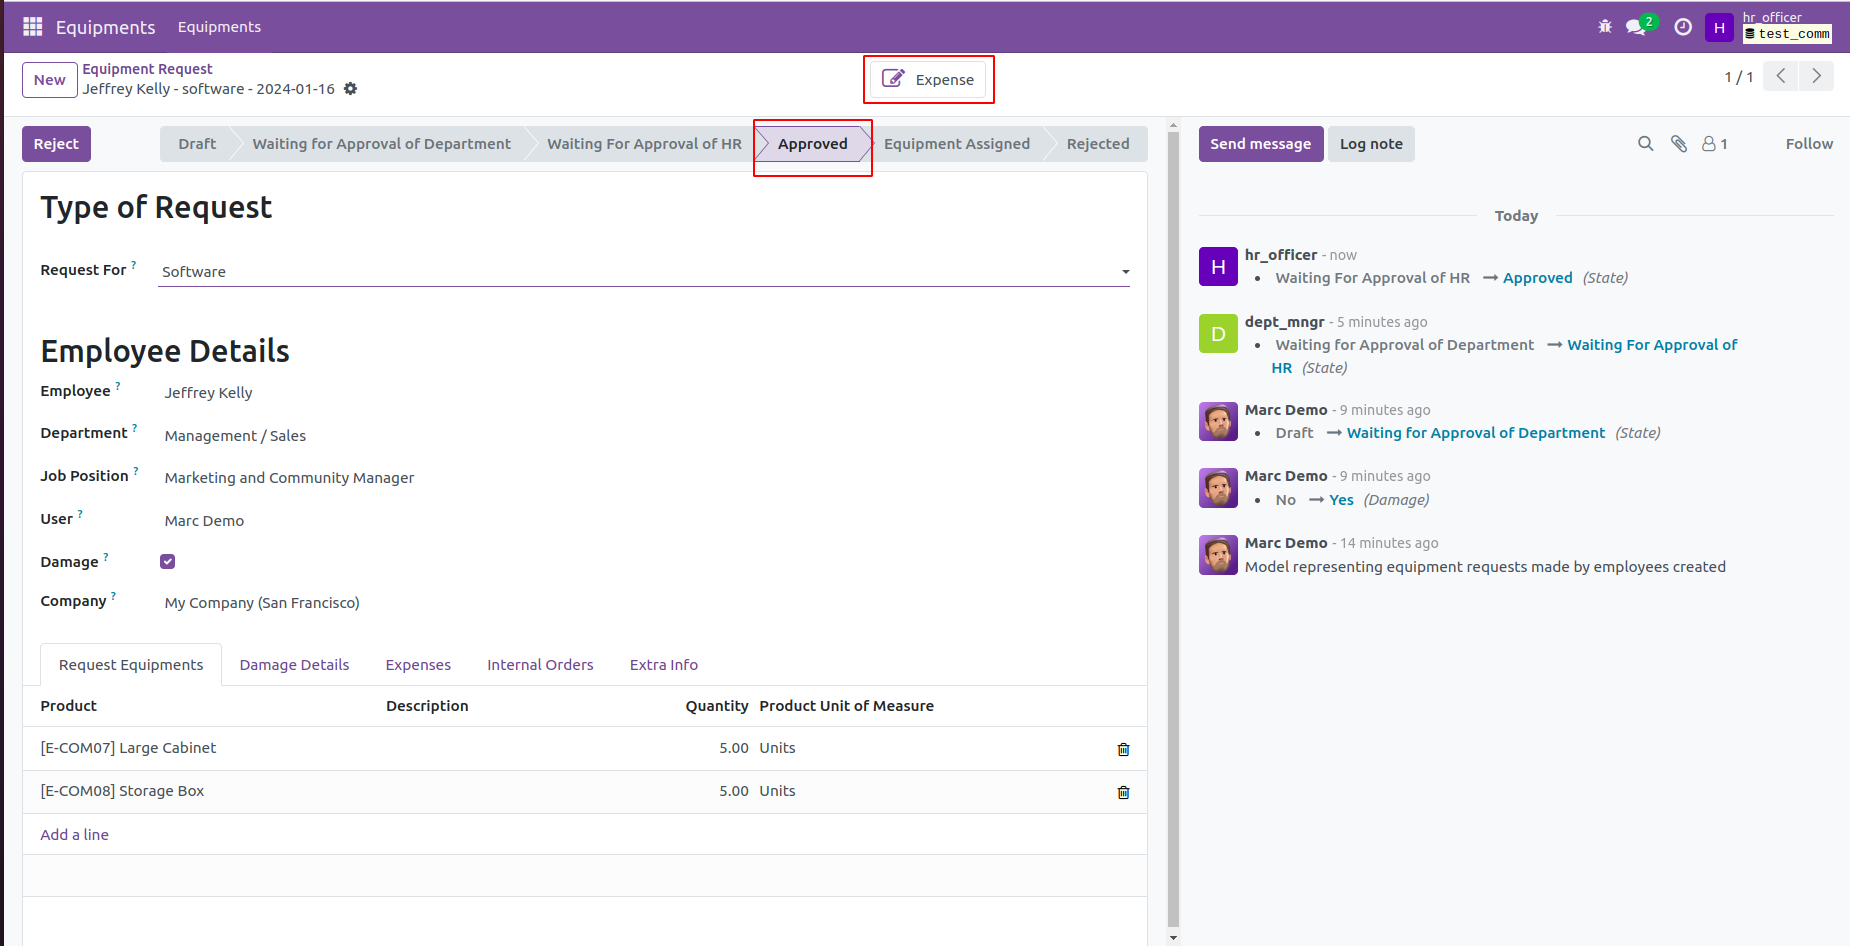 Equipments Equipments 2 H hr_officer
test_comm
New Equipment Request
Jeffrey Kelly - software - 2024-01-16
Expense 1 / 1
Reject Draft Waiting for Approval of Department Waiting For Approval of HR Approved Equipment Assigned Rejected
Type of Request
Request For ? Software
Employee Details
Employee ? Jeffrey Kelly
Department ? Management / Sales
Job Position ? Marketing and Community Manager
User ? Marc Demo
Damage ?
Company ? My Company (San Francisco)
Request Equipments Damage Details Expenses Internal Orders Extra Info
Product Description Quantity Product Unit of Measure
[E-COM07] Large Cabinet 5.00 Units
[E-COM08] Storage Box 5.00 Units
Add a line
Send message Log note 1 Follow
Today
H hr_officer - now
• Waiting For Approval of HR → Approved (State)
D dept_mngr - 5 minutes ago
• Waiting for Approval of Department → Waiting For Approval of
HR (State)
Marc Demo - 9 minutes ago
• Draft → Waiting for Approval of Department (State)
Marc Demo - 9 minutes ago
• No → Yes (Damage)
Marc Demo - 14 minutes ago
Model representing equipment requests made by employees created